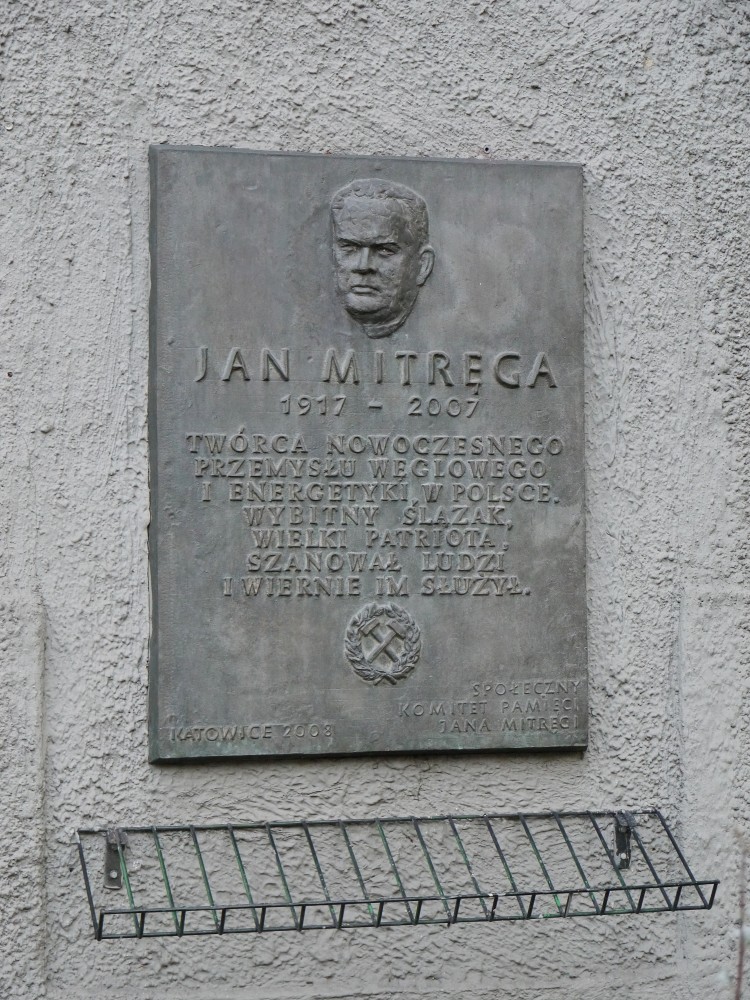 JAN MITRĘGA
1917 – 2007
TWÓRCA NOWOCZESNEGO
PRZEMYSŁU WĘGLOWEGO
I ENERGETYKI W POLSCE.
WYBITNY ŚLĄZAK,
WIELKI PATRIOTA,
SZANOWAŁ LUDZI
I WIERNIE IM SŁUŻYŁ.
SPOŁECZNY
KOMITET PAMIĘCI
JANA MITRĘGI
KATOWICE 2008